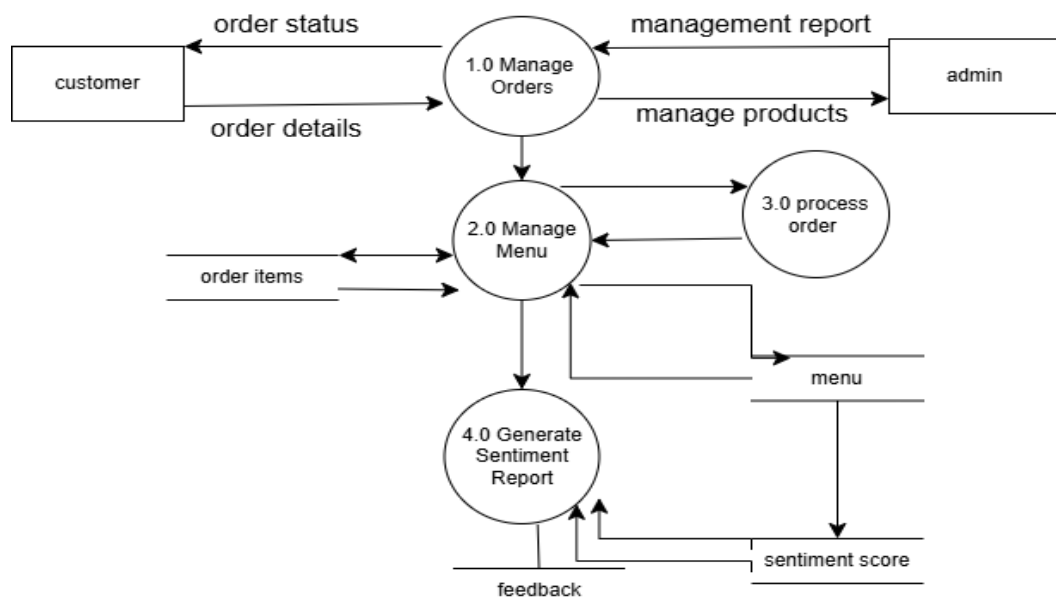 order status
management report
1.0 Manage
Orders
customer
admin
order details
manage products
3.0 process
order
2.0 Manage
Menu
order items
menu
4.0 Generate
Sentiment
Report
sentiment score
feedback